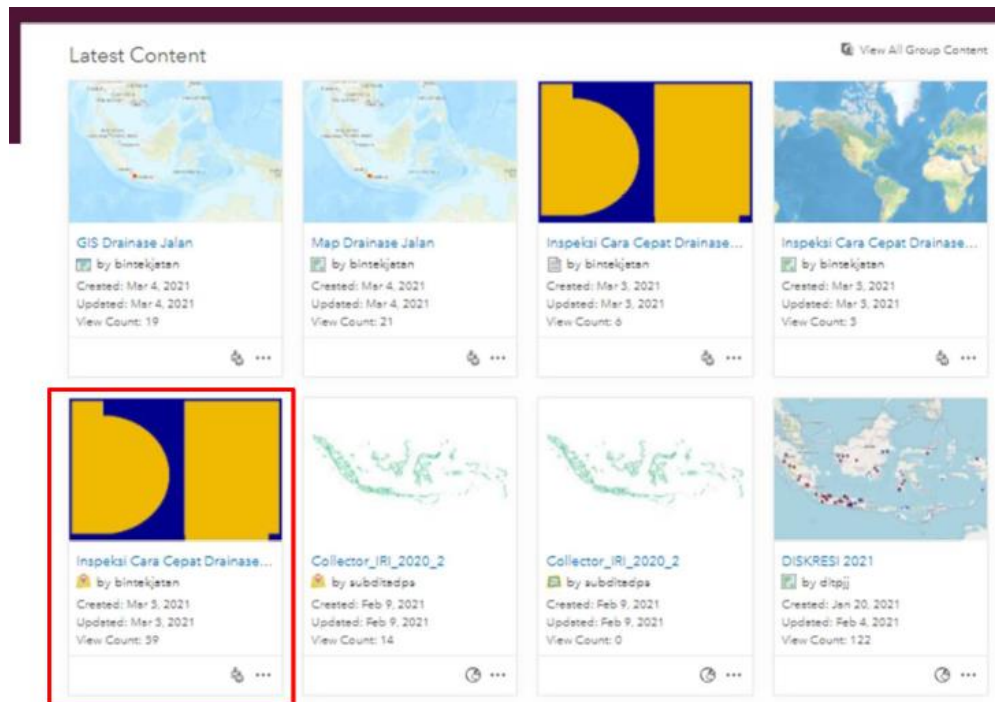 Latest Content
View All Group Content
GIS Drainase Jalan
by bintekjatan
Created: Mar 4, 2021
Updated: Mar 4, 2021
View Count: 19
Map Drainase Jalan
by bintekjatan
Created: Mar 4, 2021
Updated: Mar 4, 2021
View Count: 21
Inspeksi Cara Cepat Drainase...
by bintekjatan
Created: Mar 3, 2021
Updated: Mar 3, 2021
View Count: 6
Inspeksi Cara Cepat Drainase...
by bintekjatan
Created: Mar 3, 2021
Updated: Mar 3, 2021
View Count: 3
Inspeksi Cara Cepat Drainase...
by bintekjatan
Created: Mar 3, 2021
Updated: Mar 3, 2021
View Count: 39
Collector_IRI_2020_2
by subditadps
Created: Feb 9, 2021
Updated: Feb 9, 2021
View Count: 14
Collector_IRI_2020_2
by subditadps
Created: Feb 9, 2021
Updated: Feb 9, 2021
View Count: 0
DISKRESI 2021
by ditpjj
Created: Jan 20, 2021
Updated: Feb 4, 2021
View Count: 122